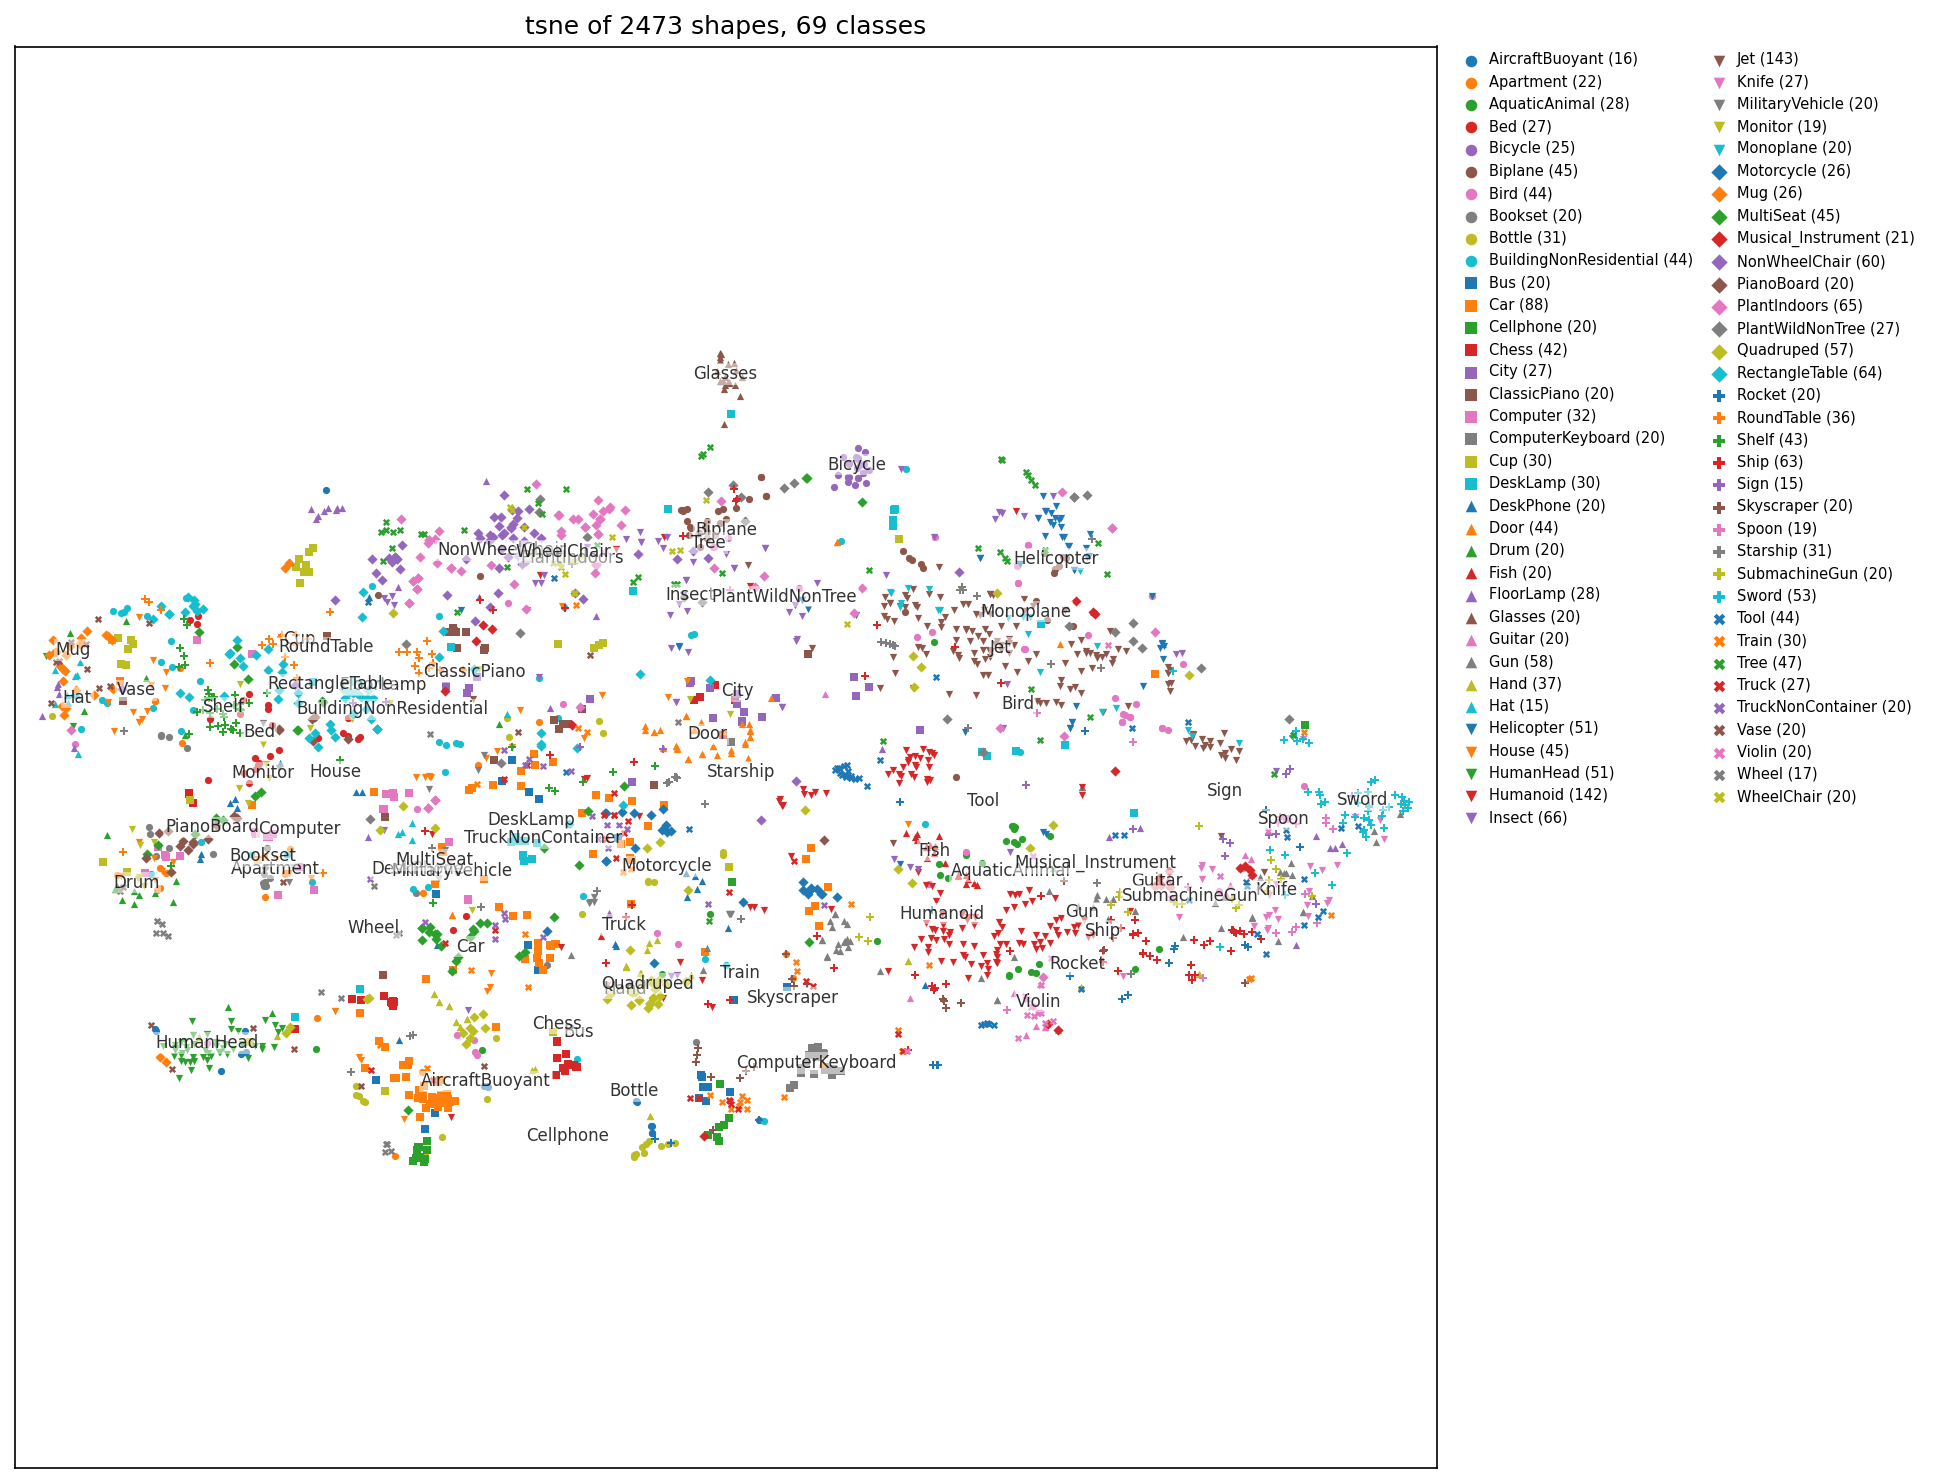 tsne of 2473 shapes, 69 classes
AircraftBuoyant (16)
Apartment (22)
AquaticAnimal (28)
Bed (27)
Bicycle (25)
Biplane (45)
Bird (44)
Bookset (20)
Bottle (31)
BuildingNonResidential (44)
Bus (20)
Car (88)
Cellphone (20)
Chess (42)
City (27)
ClassicPiano (20)
Computer (32)
ComputerKeyboard (20)
Cup (30)
DeskLamp (30)
DeskPhone (20)
Door (44)
Drum (20)
Fish (20)
FloorLamp (28)
Glasses (20)
Guitar (20)
Gun (58)
Hand (37)
Hat (15)
Helicopter (51)
House (45)
HumanHead (51)
Humanoid (142)
Insect (66)
Jet (143)
Knife (27)
MilitaryVehicle (20)
Monitor (19)
Monoplane (20)
Motorcycle (26)
Mug (26)
MultiSeat (45)
Musical_Instrument (21)
NonWheelChair (60)
PianoBoard (20)
PlantIndoors (65)
PlantWildNonTree (27)
Quadruped (57)
RectangleTable (64)
Rocket (20)
RoundTable (36)
Shelf (43)
Ship (63)
Sign (15)
Skyscraper (20)
Spoon (19)
Starship (31)
SubmachineGun (20)
Sword (53)
Tool (44)
Train (30)
Tree (47)
Truck (27)
TruckNonContainer (20)
Vase (20)
Violin (20)
Wheel (17)
WheelChair (20)
Glasses
Bicycle
Biplane
Tree
WheelChair
PlantIndoors
Helicopter
Insect
PlantWildNonTree
Monoplane
Cup
RoundTable
Mug
Jet
ClassicPiano
RectangleTable
Vase
City
Hat
Shelf
BuildingNonResidential
Bird
Bed
Door
Monitor
House
Starship
Sign
Tool
Sword
DeskLamp
Spoon
PianoBoard
Computer
TruckNonContainer
Fish
Bookset
MultiSeat
Musical_Instrument
Apartment
MilitaryVehicle
Motorcycle
AquaticAnimal
Drum
Guitar
Knife
SubmachineGun
Humanoid
Gun
Wheel
Truck
Ship
Car
Rocket
Train
Quadruped
Hand
Skyscraper
Violin
Chess
Bus
HumanHead
ComputerKeyboard
AircraftBuoyant
Bottle
Cellphone